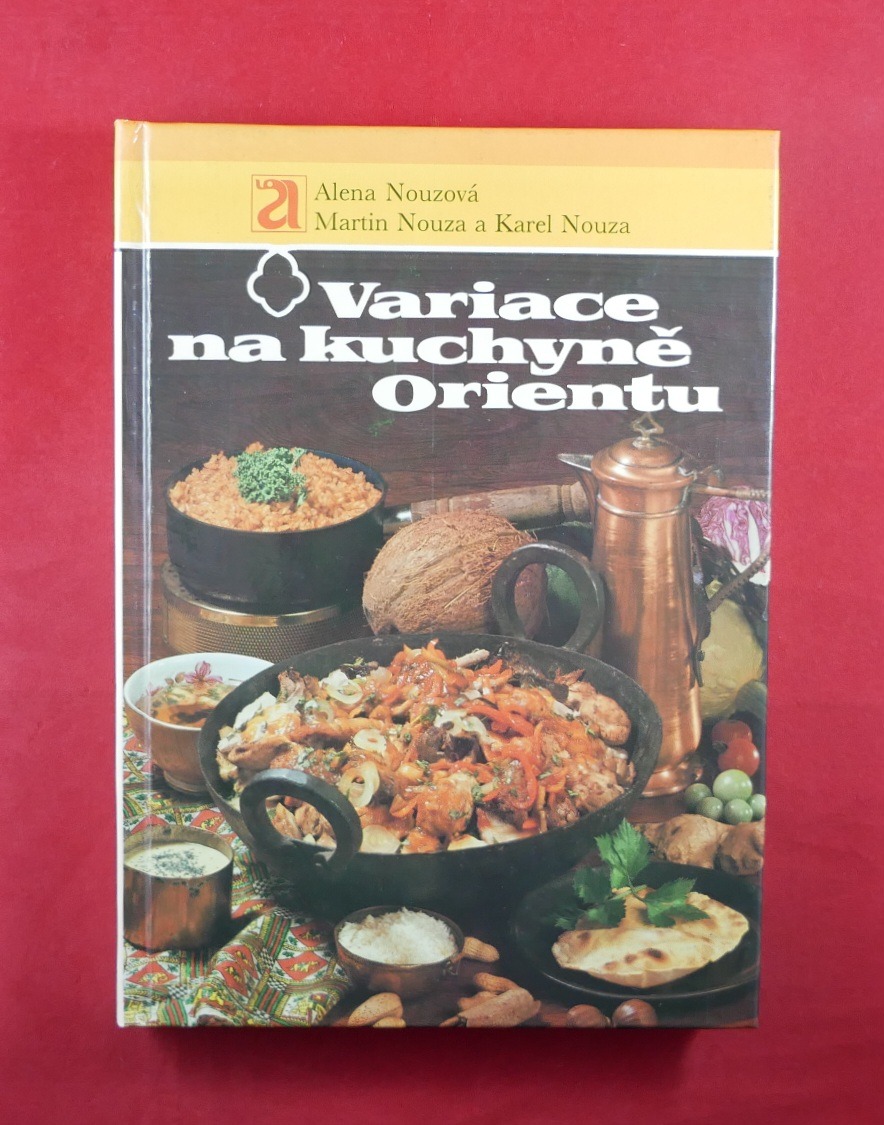 Alena Nouzová
Martin Nouza a Karel Nouza
Variace
na kuchyně
Orientu